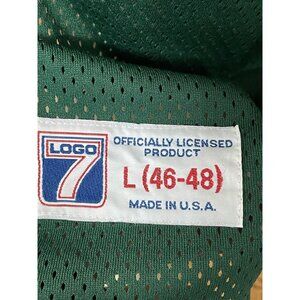 LOGO
7
OFFICIALLY LICENSED
PRODUCT
L (46-48)
MADE IN U.S.A.